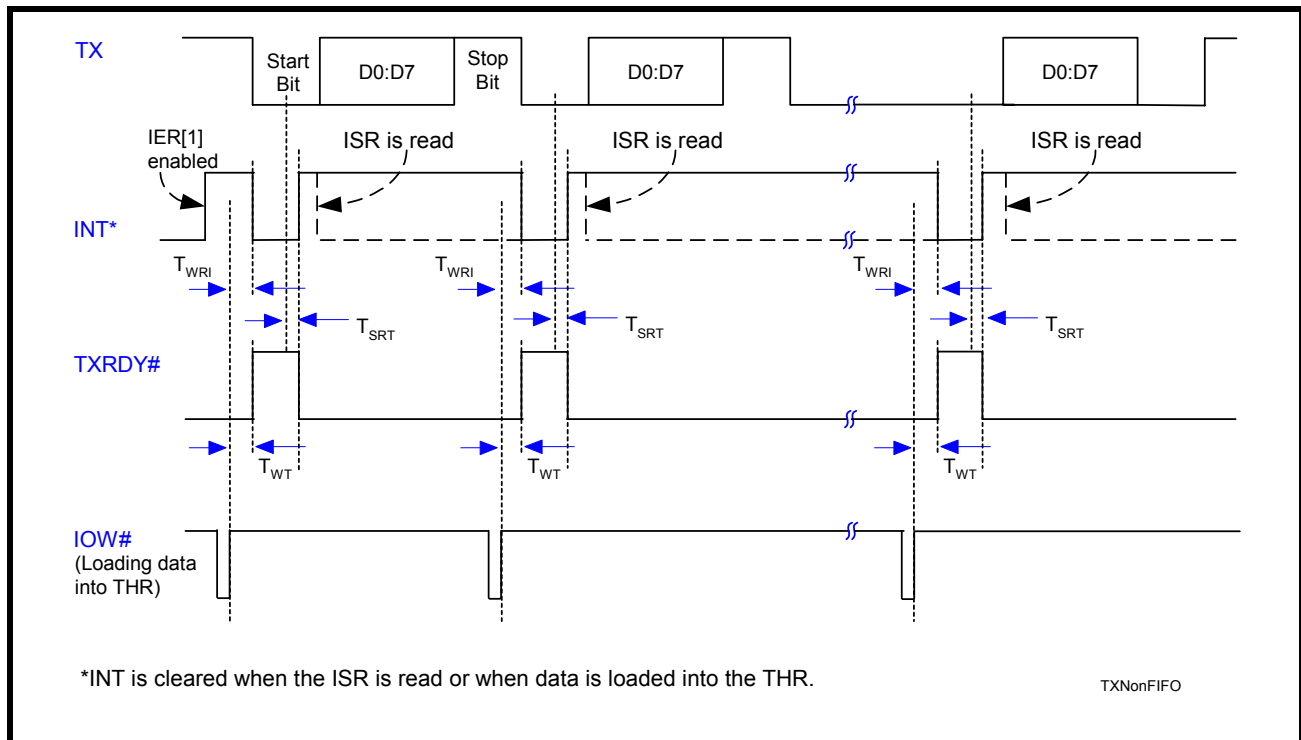 TX
Start
Bit
D0:D7
Stop
Bit
D0:D7
D0:D7
IER[1]
enabled
ISR is read
ISR is read
ISR is read
INT*
TWRI
TWRI
TWRI
TSRT
TSRT
TSRT
TXRDY#
TWT
TWT
TWT
IOW#
(Loading data
into THR)
*INT is cleared when the ISR is read or when data is loaded into the THR.
TXNonFIFO